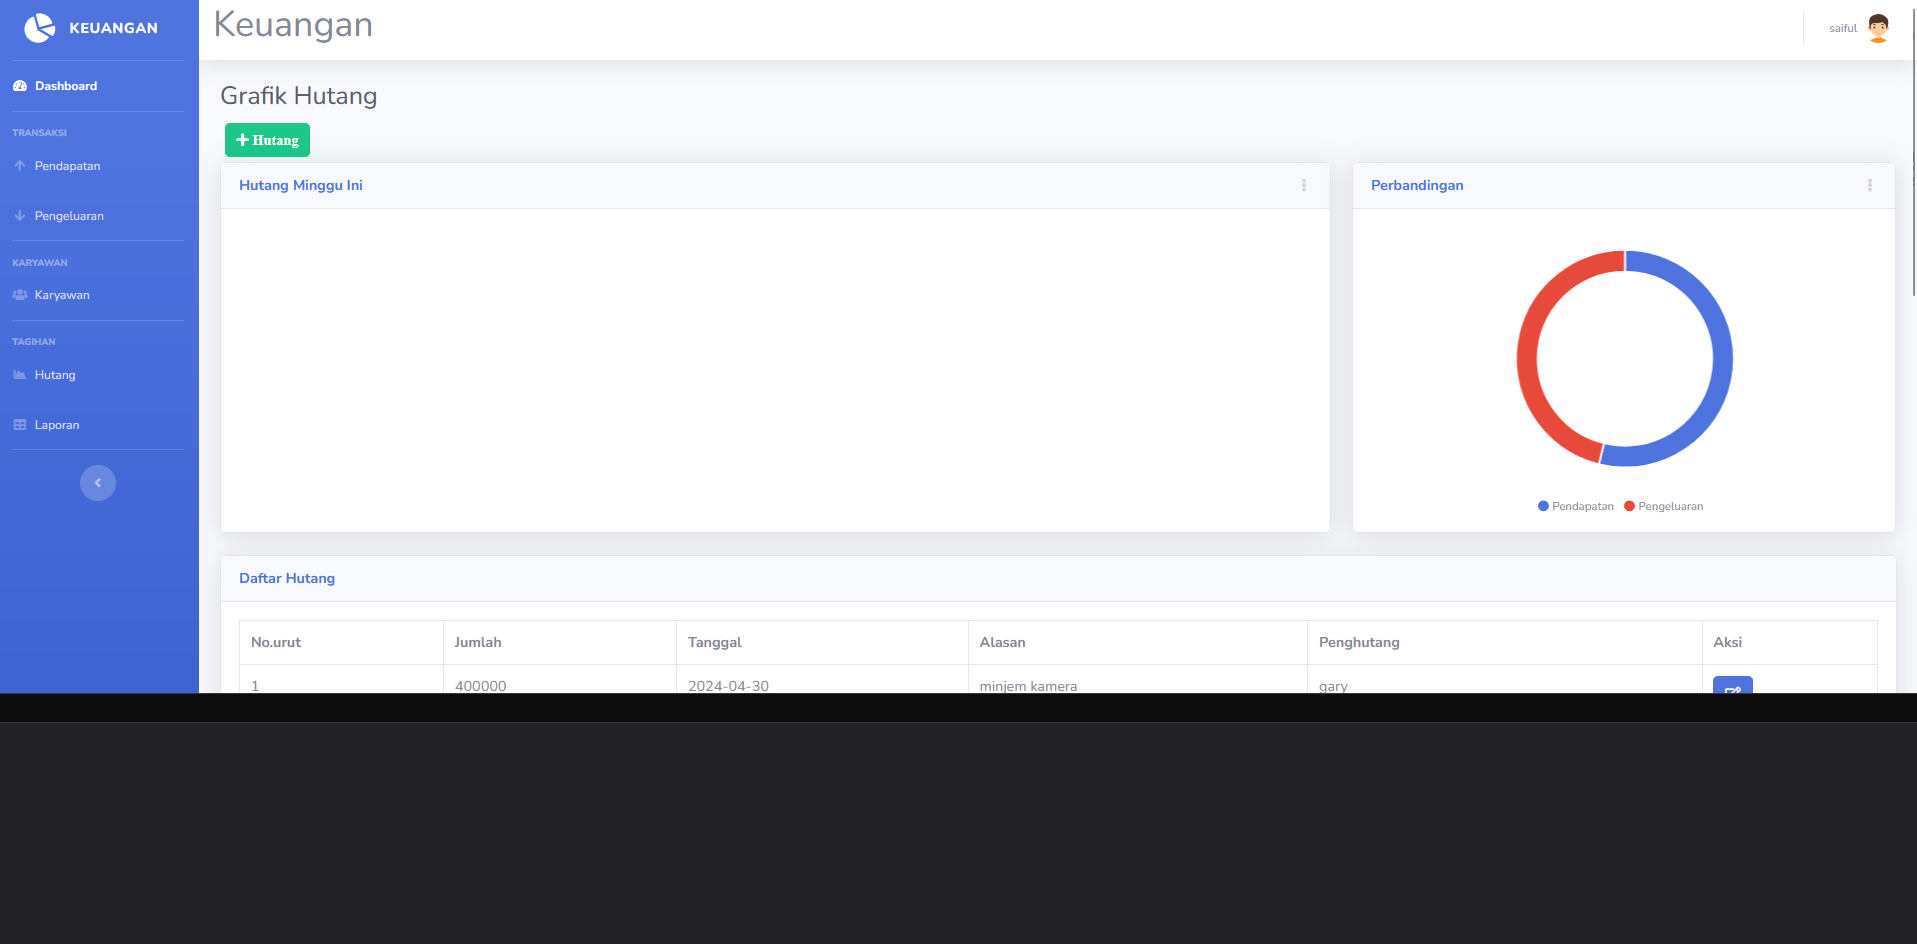 KEUANGAN
Dashboard
TRANSAKSI
Pendapatan
Pengeluaran
KARYAWAN
Karyawan
TAGIHAN
Hutang
Laporan
Keuangan
saiful
Grafik Hutang
Hutang
Hutang Minggu Ini
Perbandingan
Pendapatan Pengeluaran
Daftar Hutang
No.urut Jumlah Tanggal Alasan Penghutang Aksi
1 400000 2024-04-30 minjem kamera gary